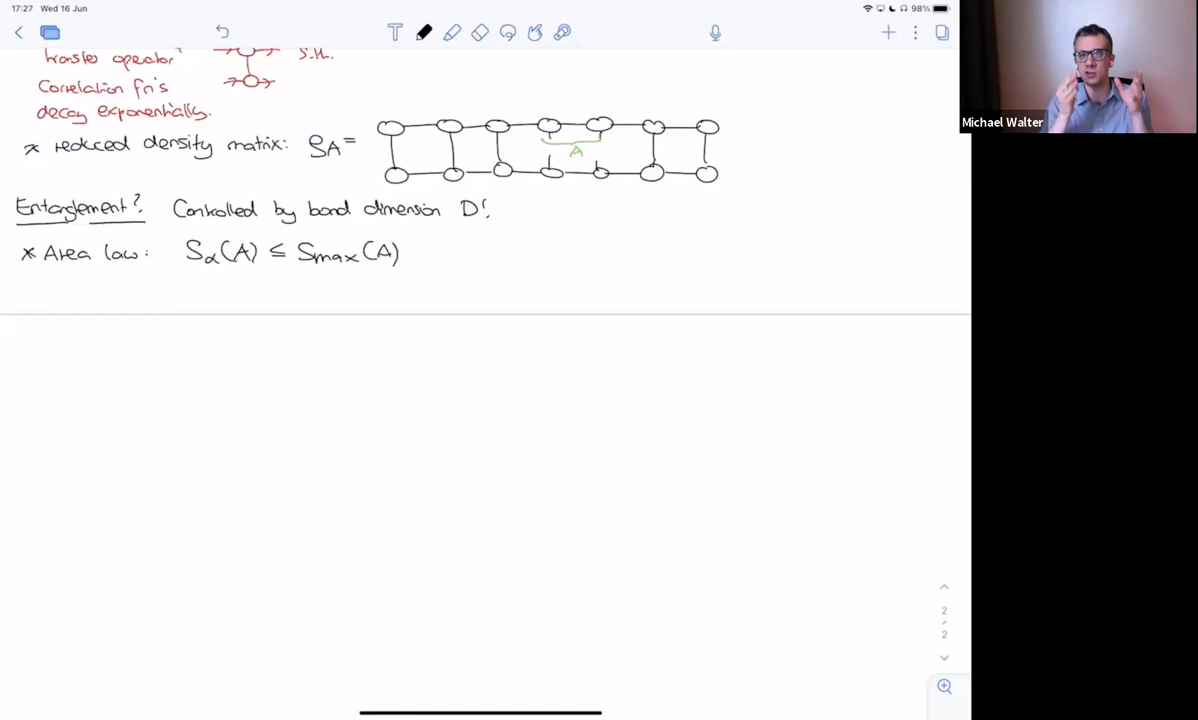 17:27 Wed 16 Jun
98%
transfer operator"
S.H.
Correlation fn's
decay exponentially.
* reduced density matrix: ρA =
A
Entanglement? Controlled by bond dimension D!
* Area law: Sα(A) ≤ Smax(A)
Michael Walter
2
2